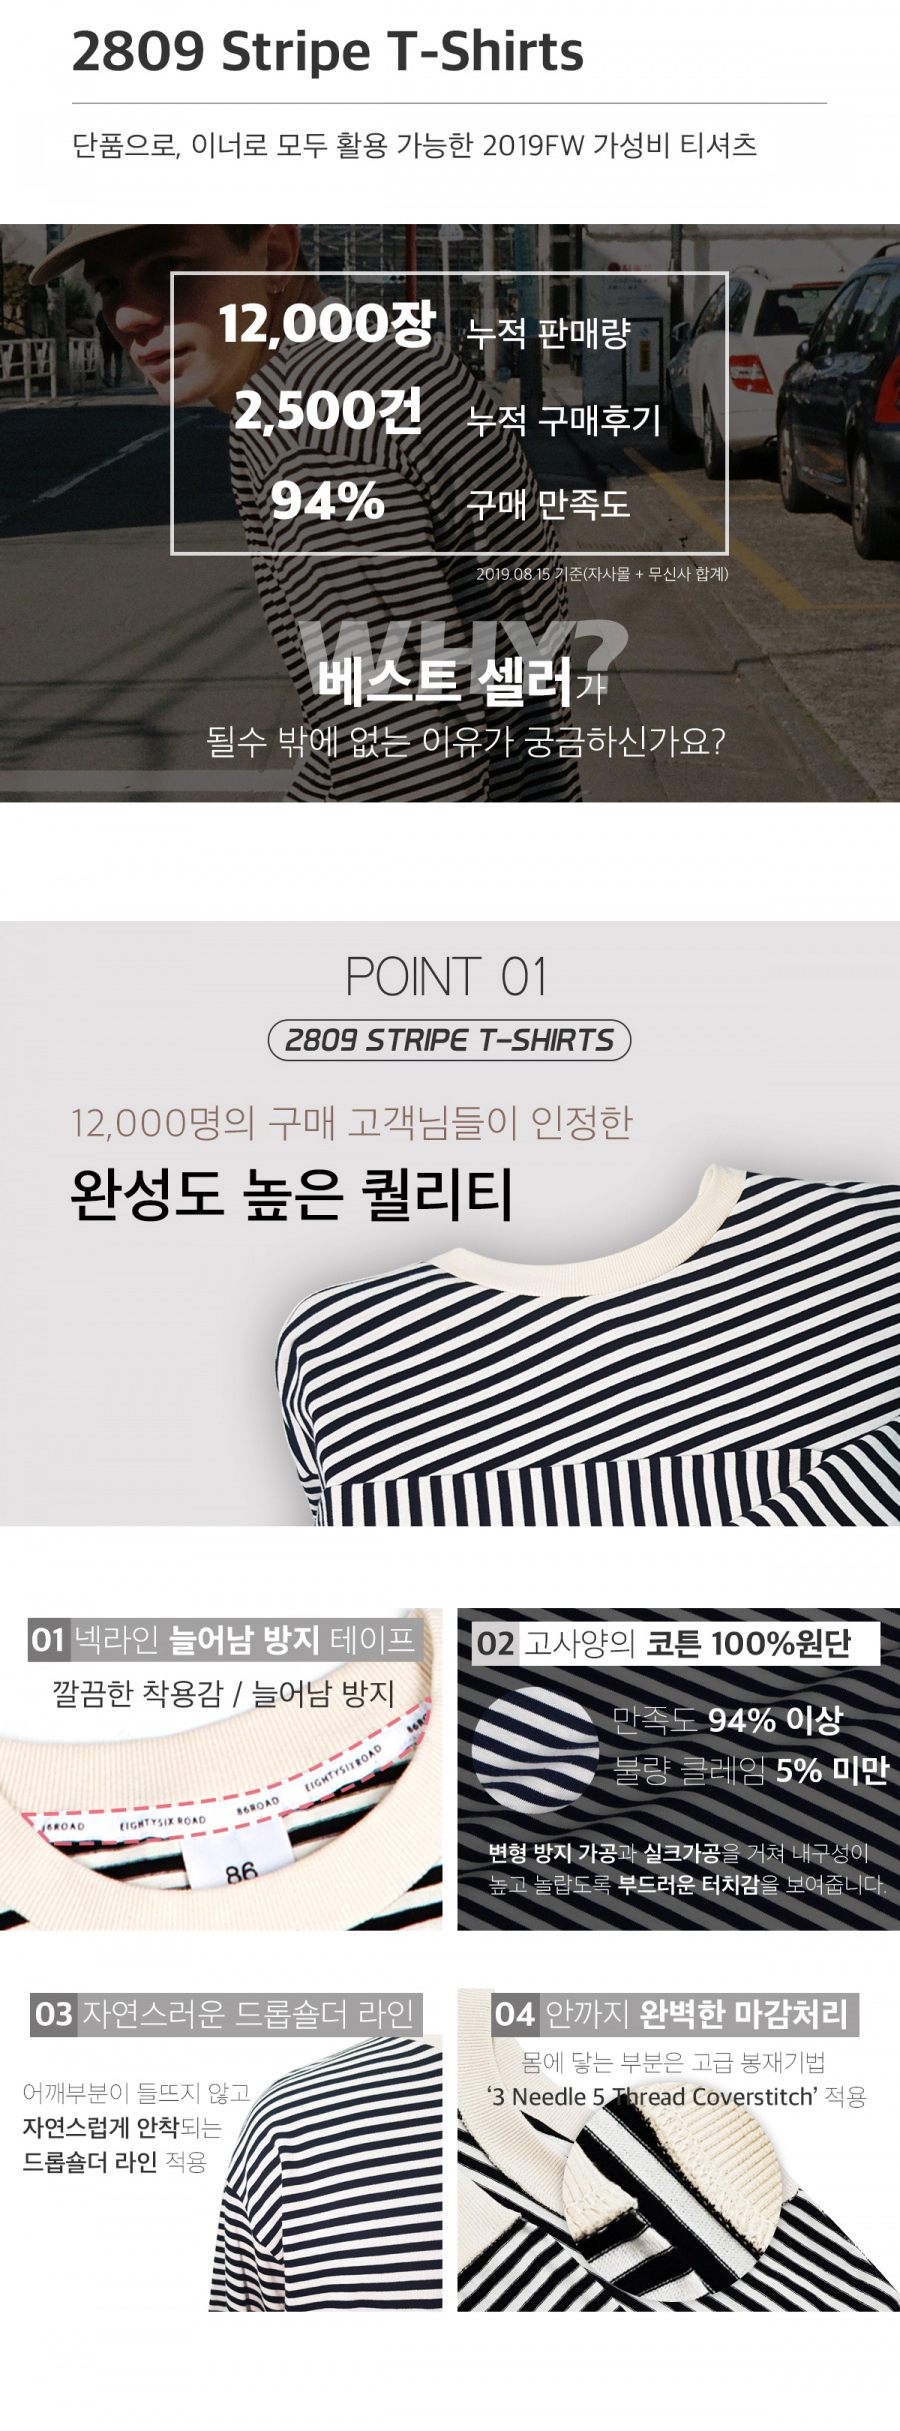 2809 Stripe T-Shirts
단품으로, 이너로 모두 활용 가능한 2019FW 가성비 티셔츠
12,000장 누적 판매량
2,500건 누적 구매후기
94% 구매 만족도
2019.08.15 기준(자사몰 + 무신사 합계)
WHY?
베스트 셀러가
될수 밖에 없는 이유가 궁금하신가요?
POINT 01
2809 STRIPE T-SHIRTS
12,000명의 구매 고객님들이 인정한
완성도 높은 퀄리티
01 넥라인 늘어남 방지 테이프
깔끔한 착용감 / 늘어남 방지
86ROAD EIGHTYSIX ROAD 86ROAD EIGHTYSIXROAD
86
02 고사양의 코튼 100%원단
만족도 94% 이상
불량 클레임 5% 미만
변형 방지 가공과 실크가공을 거쳐 내구성이
높고 놀랍도록 부드러운 터치감을 보여줍니다.
03 자연스러운 드롭숄더 라인
어깨부분이 들뜨지 않고
자연스럽게 안착되는
드롭숄더 라인 적용
04 안까지 완벽한 마감처리
몸에 닿는 부분은 고급 봉재기법
‘3 Needle 5 Thread Coverstitch’ 적용